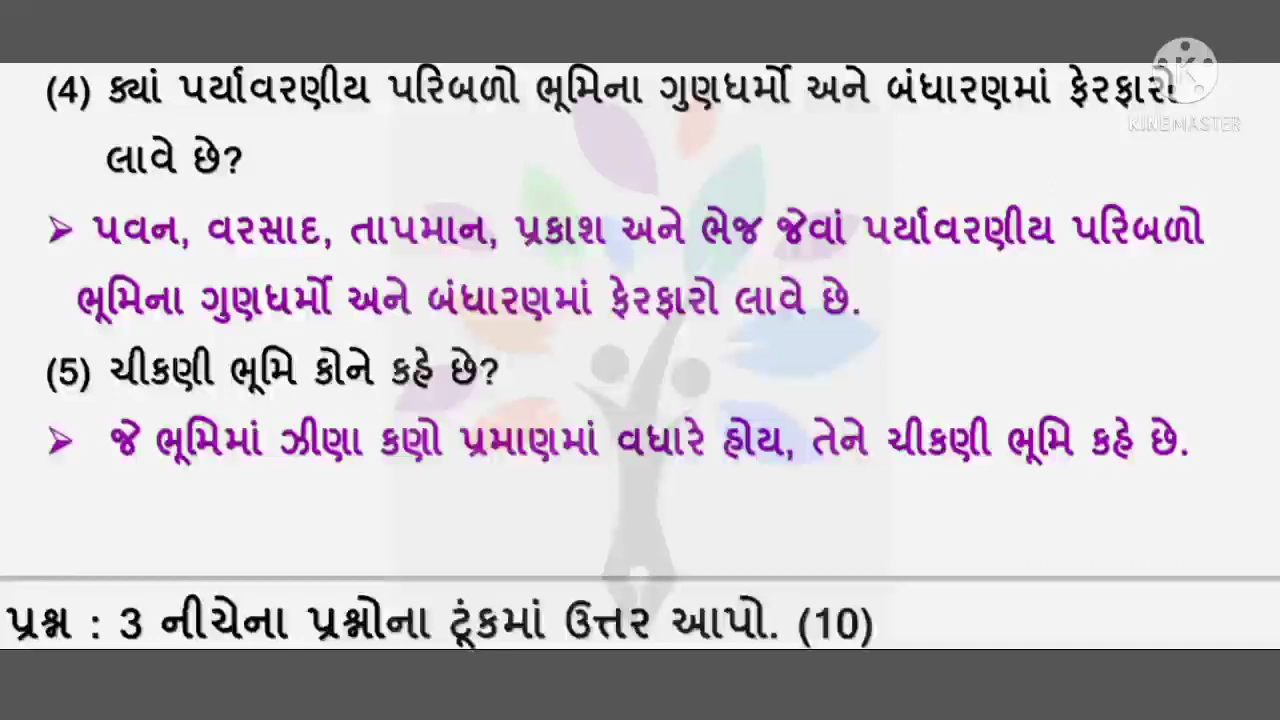 (4) ક્યાં પર્યાવરણીય પરિબળો ભૂમિના ગુણધર્મો અને બંધારણમાં ફેરફારો
લાવે છે?
➢ પવન, વરસાદ, તાપમાન, પ્રકાશ અને ભેજ જેવાં પર્યાવરણીય પરિબળો
ભૂમિના ગુણધર્મો અને બંધારણમાં ફેરફારો લાવે છે.
(5) ચીકણી ભૂમિ કોને કહે છે?
➢ જે ભૂમિમાં ઝીણા કણો પ્રમાણમાં વધારે હોય, તેને ચીકણી ભૂમિ કહે છે.
પ્રશ્ન : 3 નીચેના પ્રશ્નોના ટૂંકમાં ઉત્તર આપો. (10)
K
KINEMASTER